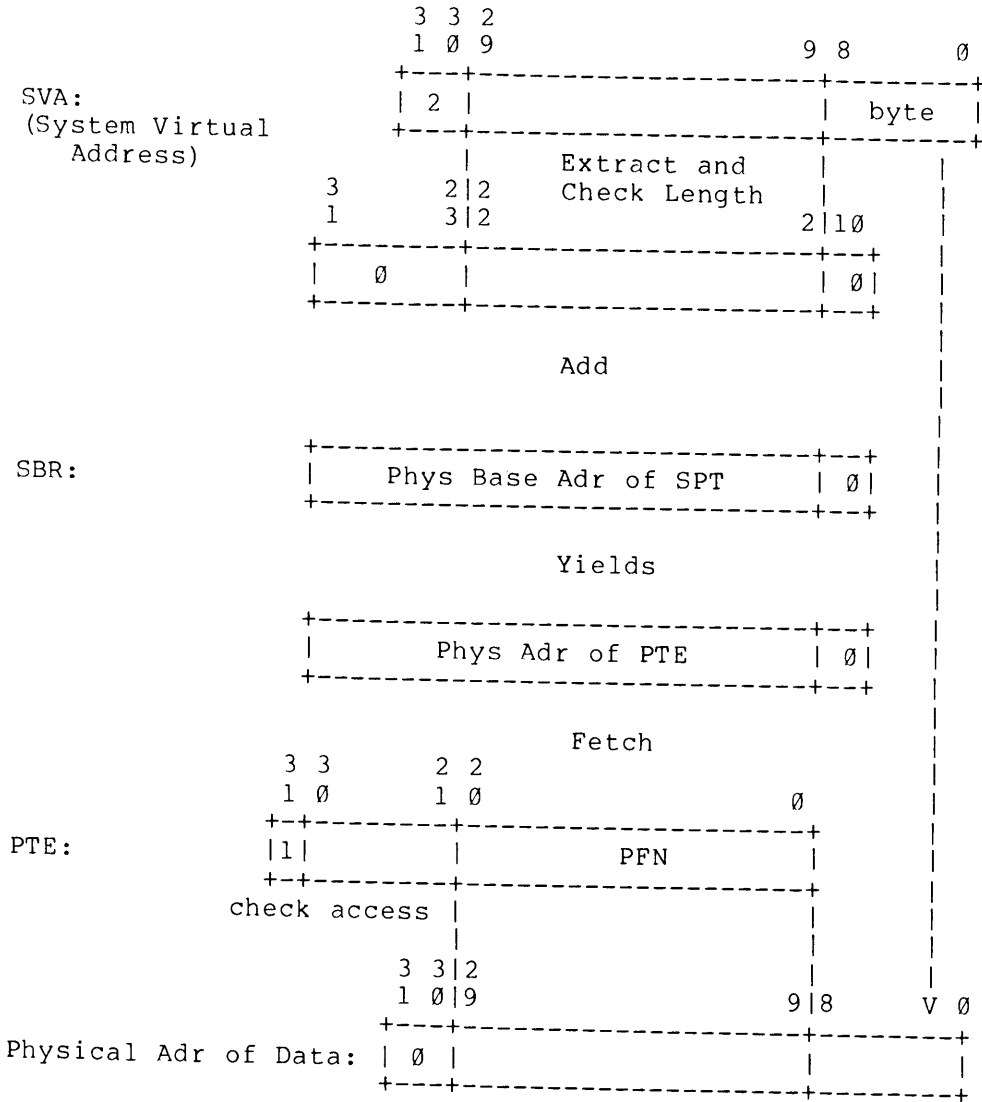 3 3 2
1 Ø 9 9 8 Ø
SVA: | 2 | | byte |
(System Virtual
Address)
Extract and
3 2|2 Check Length
1 3|2 2|1Ø
| Ø | | Ø|
Add
SBR: | Phys Base Adr of SPT | Ø|
Yields
| Phys Adr of PTE | Ø|
Fetch
3 3 2 2
1 Ø 1 Ø Ø
PTE: |1| | PFN |
check access
3 3|2
1 Ø|9 9|8 V Ø
Physical Adr of Data: | Ø | | |